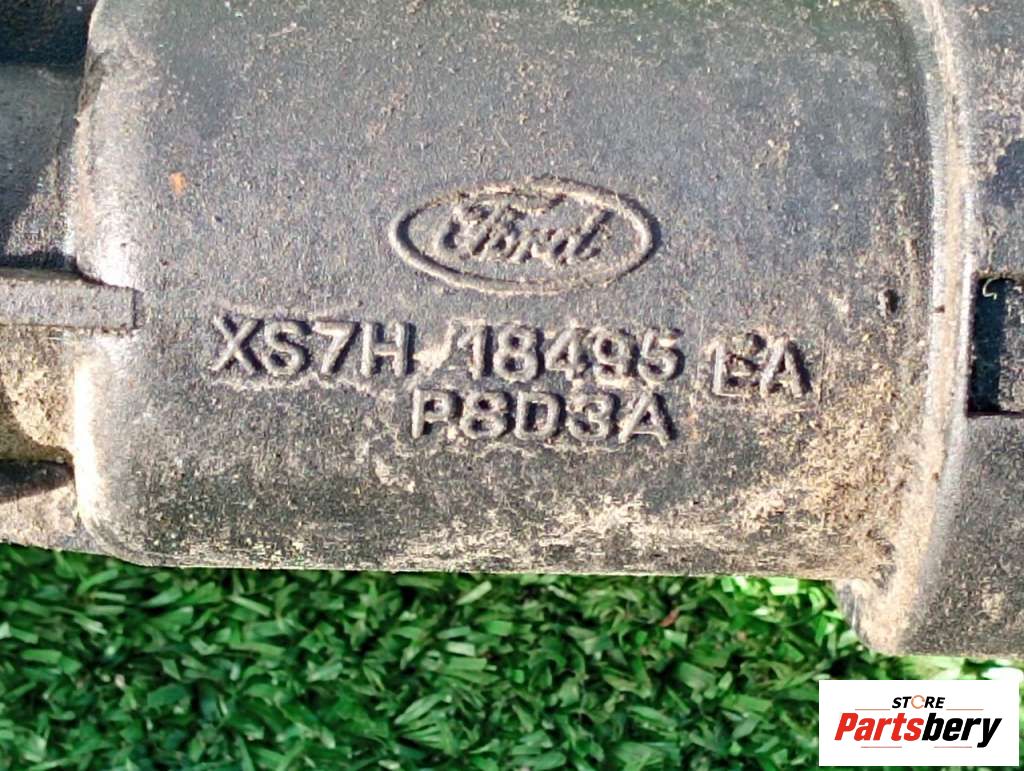 Ford
XS7H 18495 BA
P8D3A
STORE
Partsbery